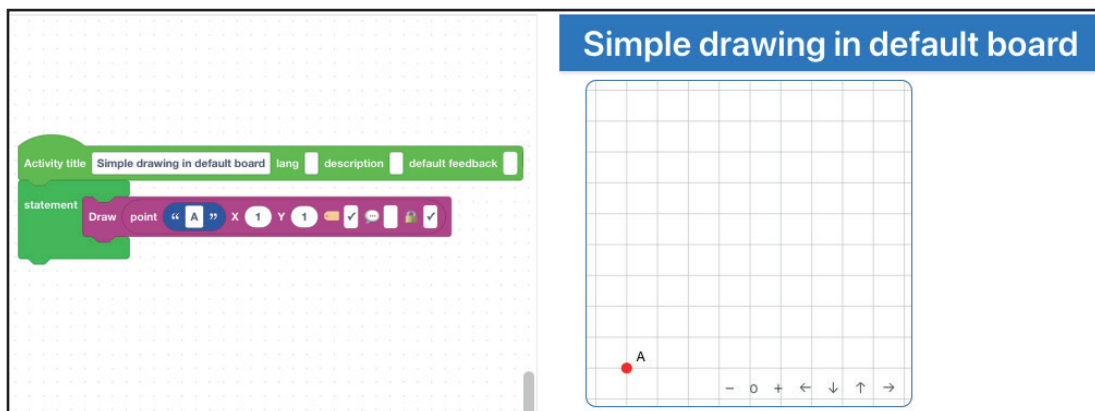 Activity title Simple drawing in default board lang description default feedback
statement
Draw point “ A ” X 1 Y 1 ✓ ✓
Simple drawing in default board
A
− o + ← ↓ ↑ →